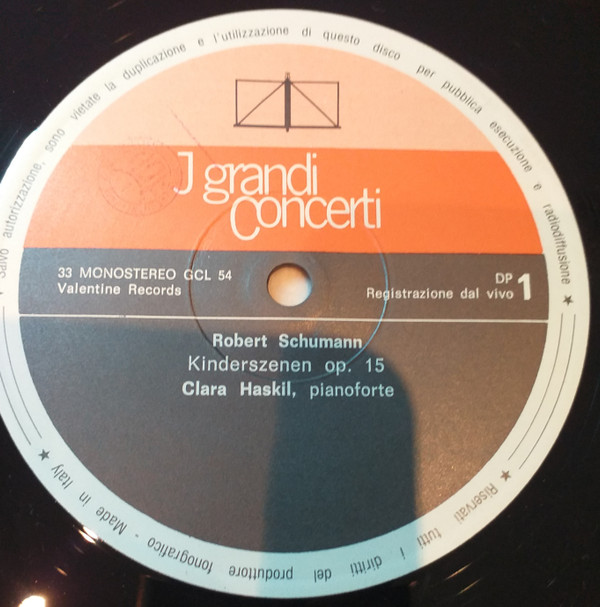 Salvo autorizzazione, sono vietate la duplicazione e l'utilizzazione di questo disco per pubblica esecuzione e radiodiffusione ★
J grandi
concerti
33 MONOSTEREO GCL 54
Valentine Records
DP
Registrazione dal vivo 1
Robert Schumann
Kinderszenen op. 15
Clara Haskil, pianoforte
★ Riservati tutti i diritti del produttore fonografico - Made in Italy ★